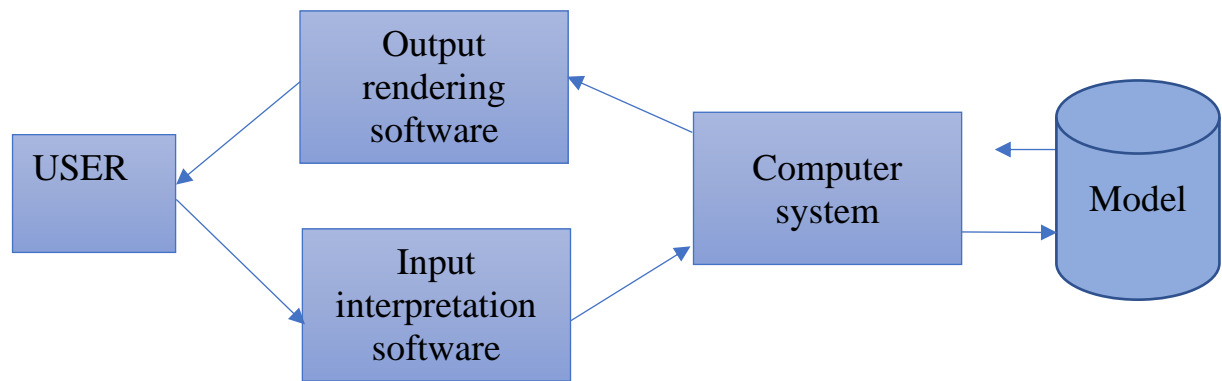 Output
rendering
software
USER
Computer
system
Model
Input
interpretation
software